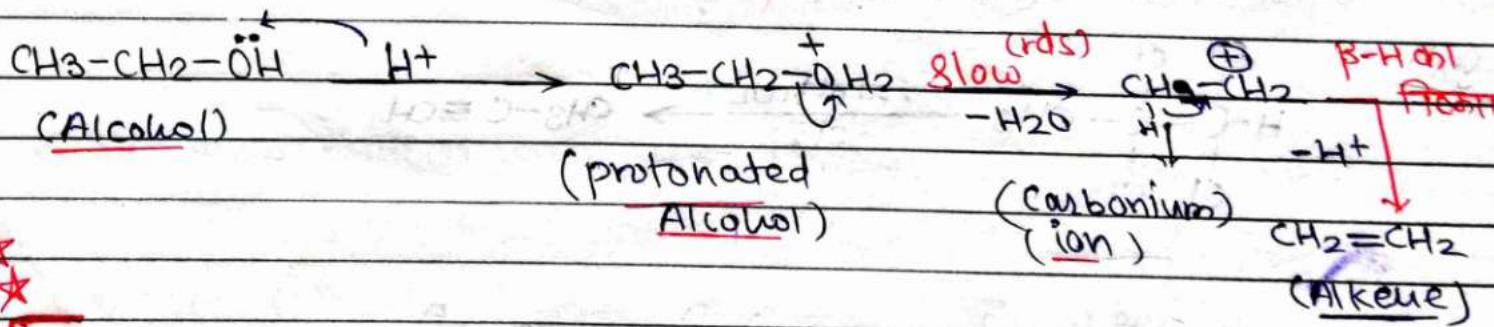 (rds)
CH3-CH2-ÖH H+ CH3-CH2-OH2 + slow CH2-CH2 ⊕ β-H का
(Alcohol) -H2O H -H+
(protonated Alcohol) (Carbonium) (ion) CH2=CH2
(Alkene)